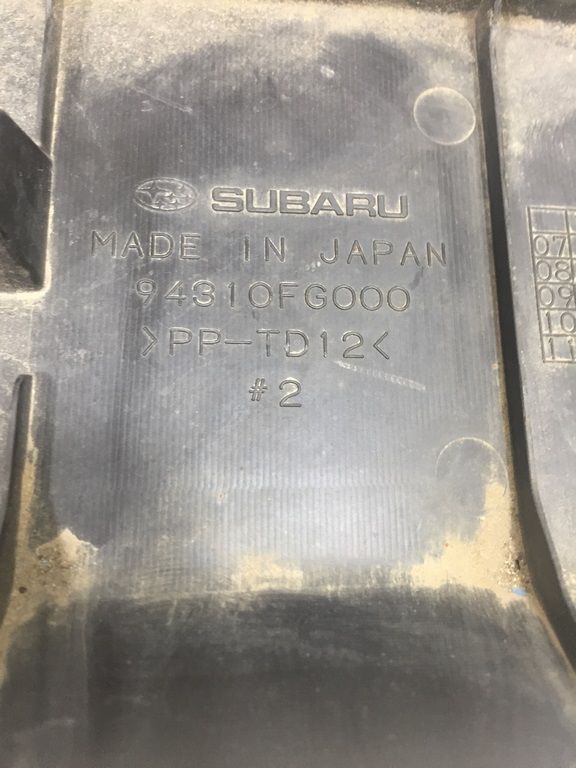 SUBARU
MADE IN JAPAN
94310FG000
>PP-TD12<
#2
07
08
09
10
11